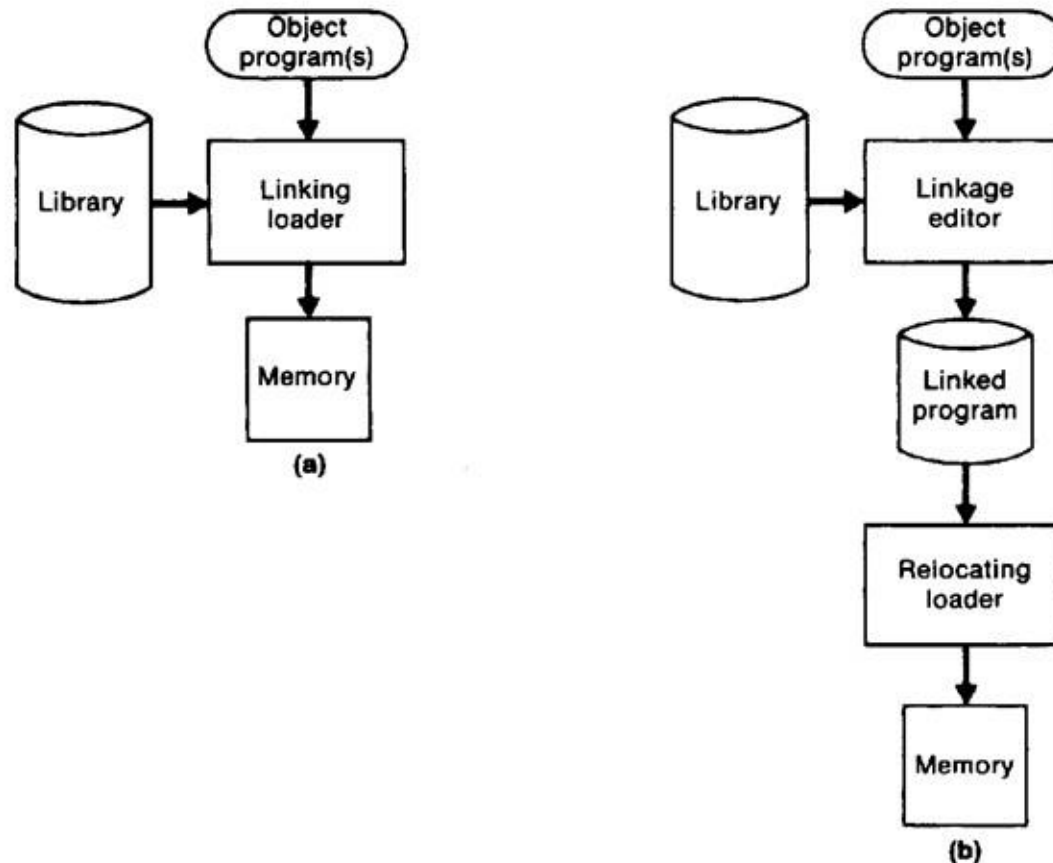 Object
program(s)
Library
Linking
loader
Memory
(a)
Object
program(s)
Library
Linkage
editor
Linked
program
Relocating
loader
Memory
(b)